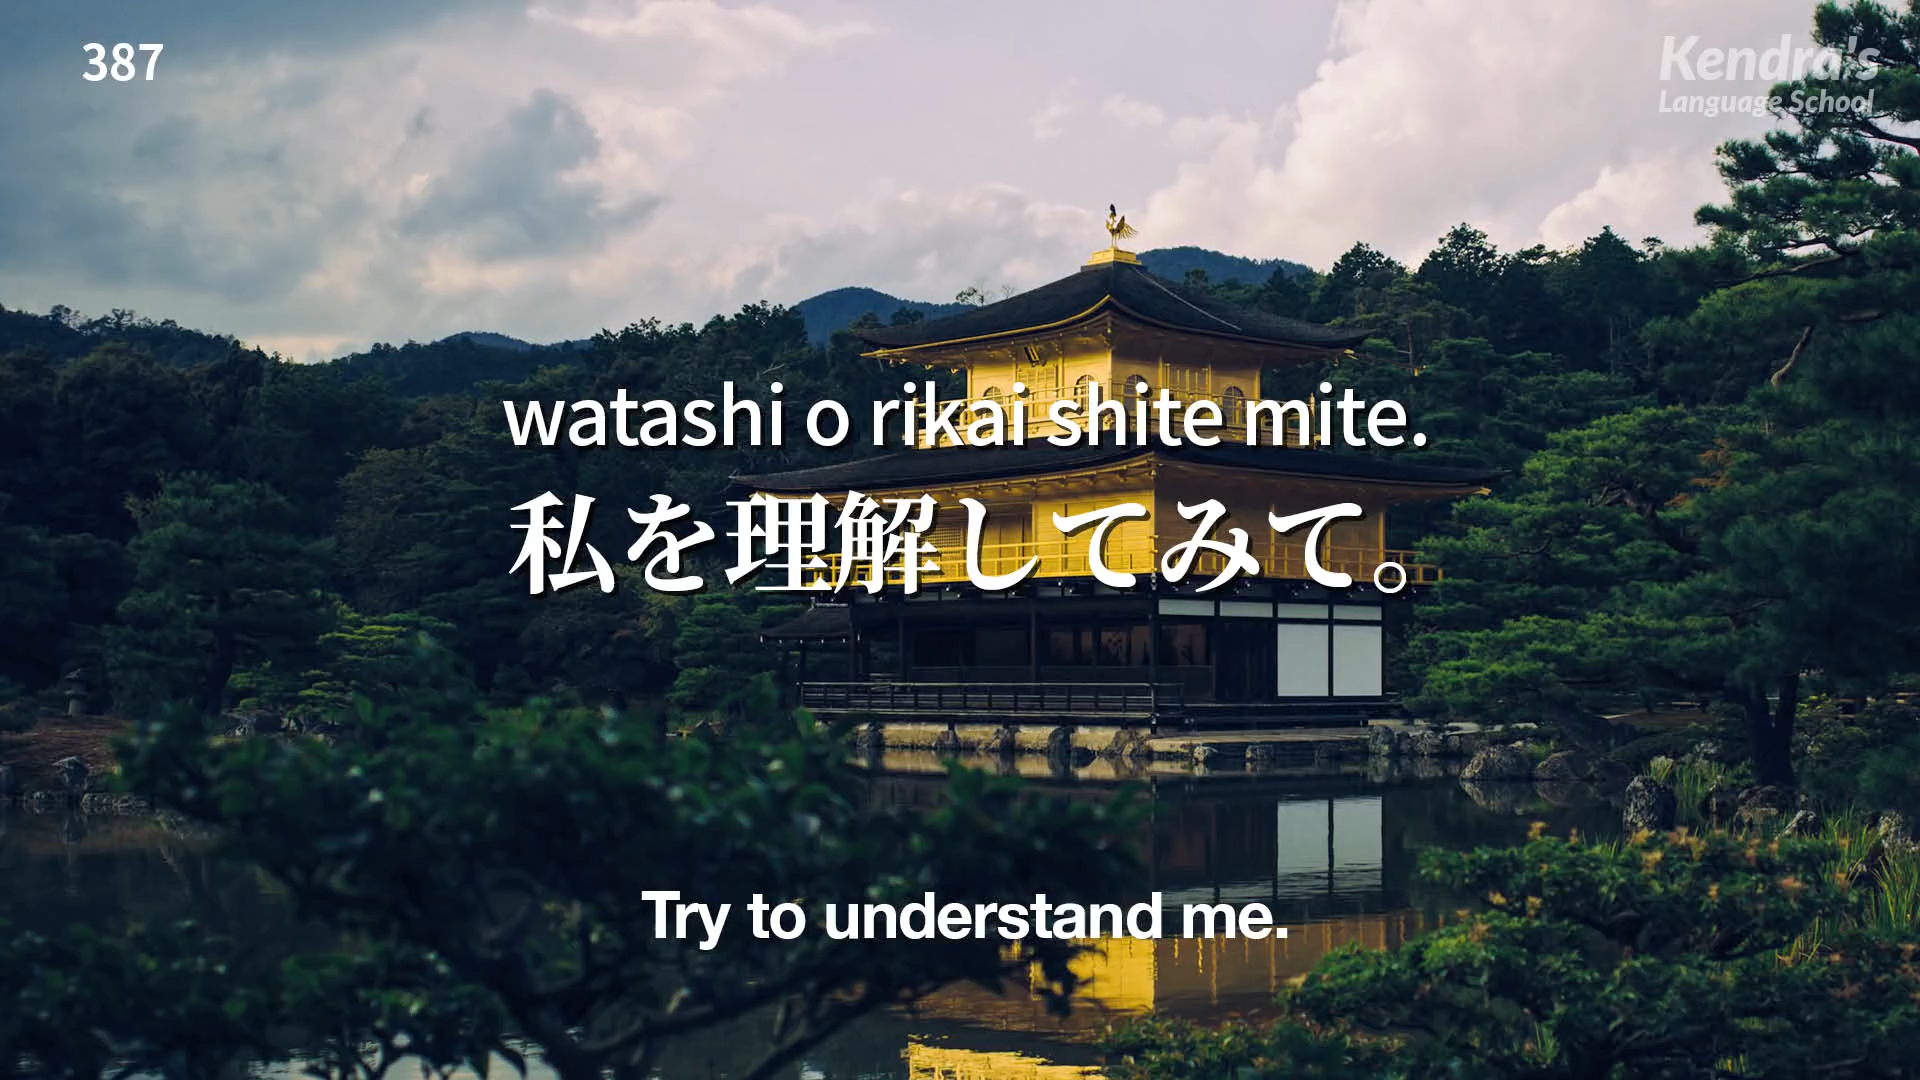 387
Kendra's
Language School
watashi o rikai shite mite.
私を理解してみて。
Try to understand me.